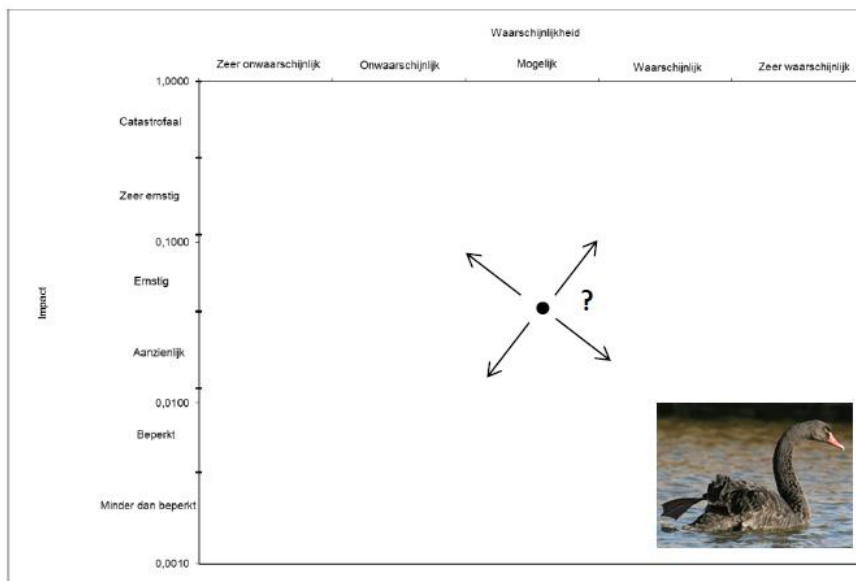 Waarschijnlijkheid
Zeer onwaarschijnlijk Onwaarschijnlijk Mogelijk Waarschijnlijk Zeer waarschijnlijk
1,0000
Catastrofaal
Zeer ernstig
0,1000
Ernstig
?
Impact
Aanzienlijk
0,0100
Beperkt
Minder dan beperkt
0,0010